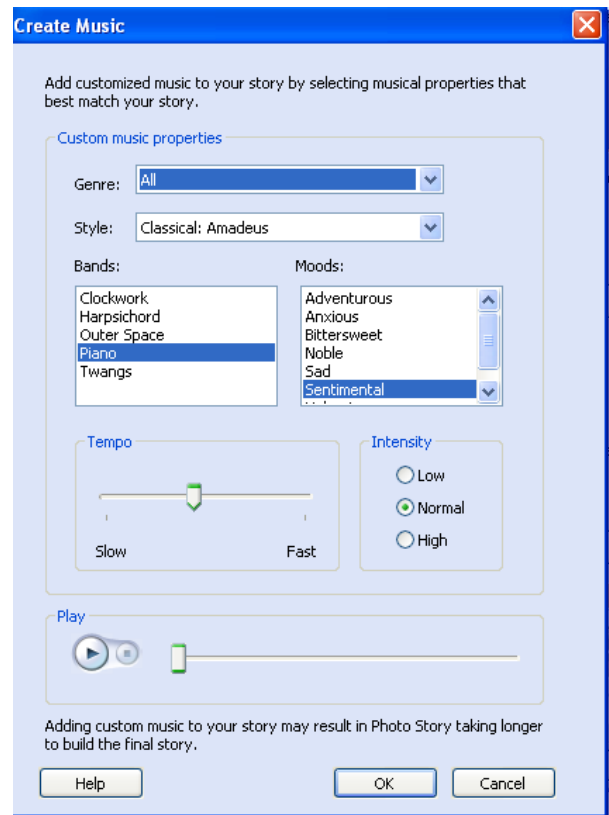 Create Music
Add customized music to your story by selecting musical properties that
best match your story.
Custom music properties
Genre: All
Style: Classical: Amadeus
Bands:
Clockwork
Harpsichord
Outer Space
Piano
Twangs
Moods:
Adventurous
Anxious
Bittersweet
Noble
Sad
Sentimental
Tempo
Slow Fast
Intensity
Low
Normal
High
Play
Adding custom music to your story may result in Photo Story taking longer
to build the final story.
Help OK Cancel